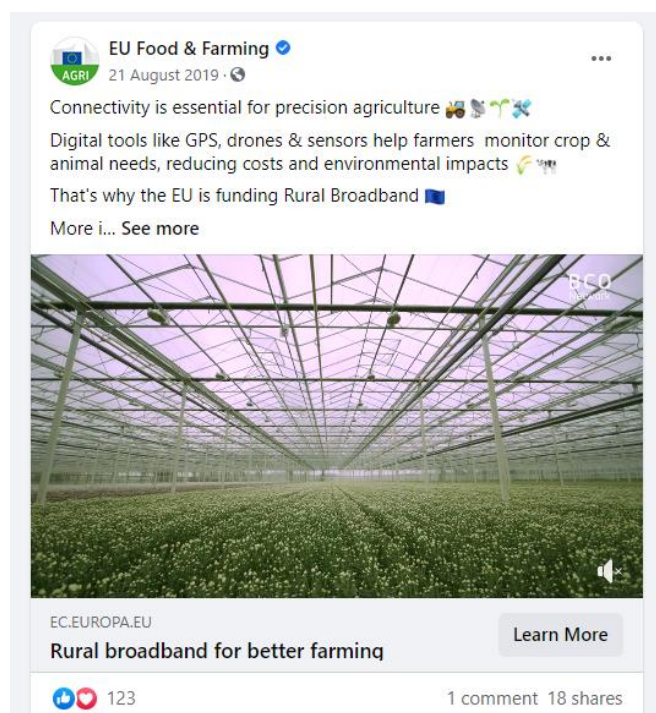 EU Food & Farming
AGRI
21 August 2019 ·
Connectivity is essential for precision agriculture
Digital tools like GPS, drones & sensors help farmers monitor crop &
animal needs, reducing costs and environmental impacts
That's why the EU is funding Rural Broadband
More i... See more
BCO
Network
EC.EUROPA.EU
Rural broadband for better farming
Learn More
123
1 comment 18 shares